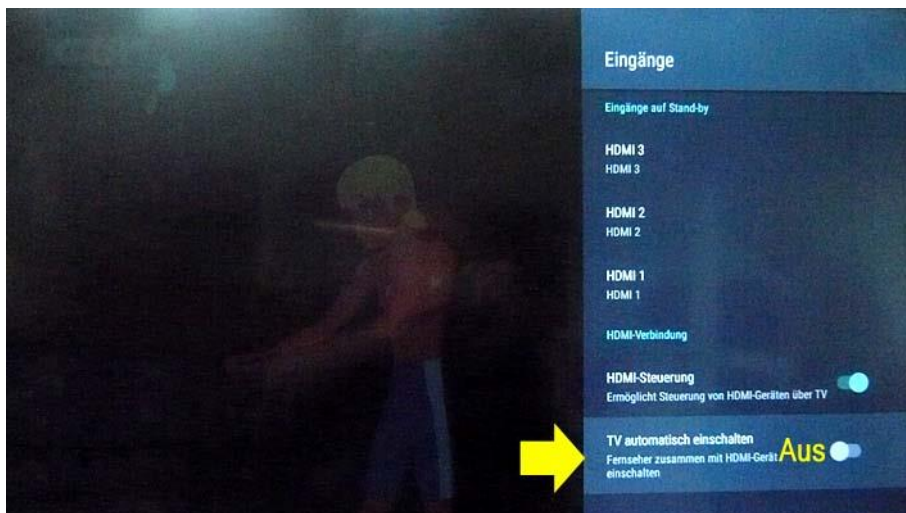 Eingänge
Eingänge auf Stand-by
HDMI 3
HDMI 3
HDMI 2
HDMI 2
HDMI 1
HDMI 1
HDMI-Verbindung
HDMI-Steuerung
Ermöglicht Steuerung von HDMI-Geräten über TV
TV automatisch einschalten
Fernseher zusammen mit HDMI-Gerät
einschalten
Aus